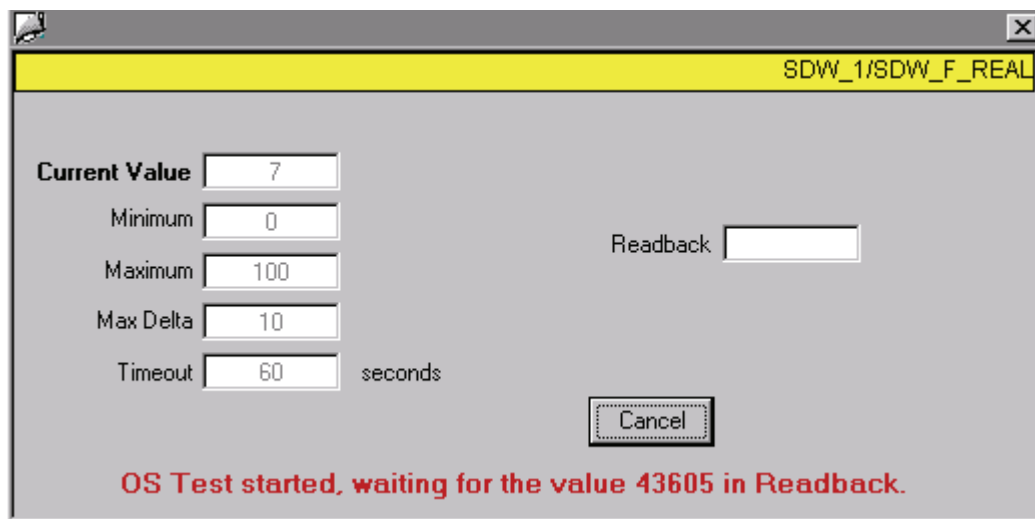 SDW_1/SDW_F_REAL
Current Value 7
Minimum 0
Readback
Maximum 100
Max Delta 10
Timeout 60 seconds
Cancel
OS Test started, waiting for the value 43605 in Readback.